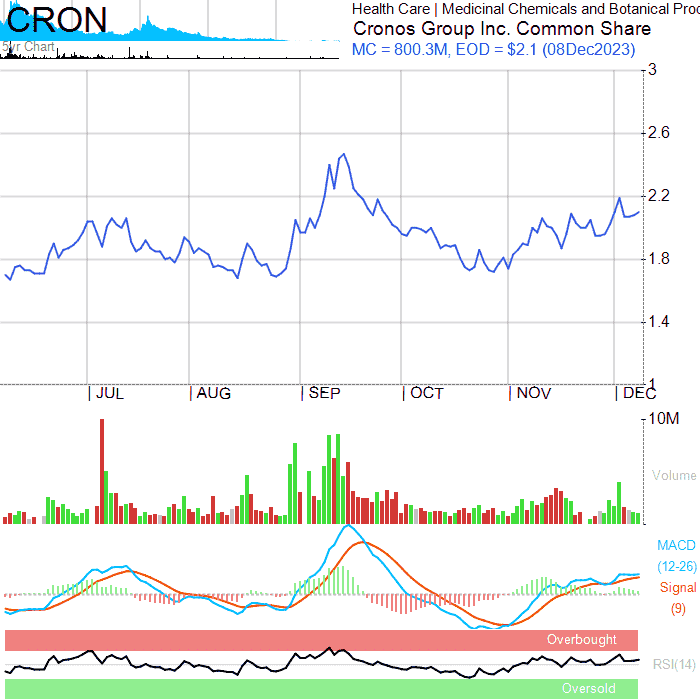 CRON
5yr Chart
Health Care | Medicinal Chemicals and Botanical Proc
Cronos Group Inc. Common Share
MC = 800.3M, EOD = $2.1 (08Dec2023)
3
2.6
2.2
1.8
1.4
1
JUL AUG SEP OCT NOV DEC
10M
Volume
MACD
(12-26)
Signal
(9)
Overbought
RSI(14)
Oversold